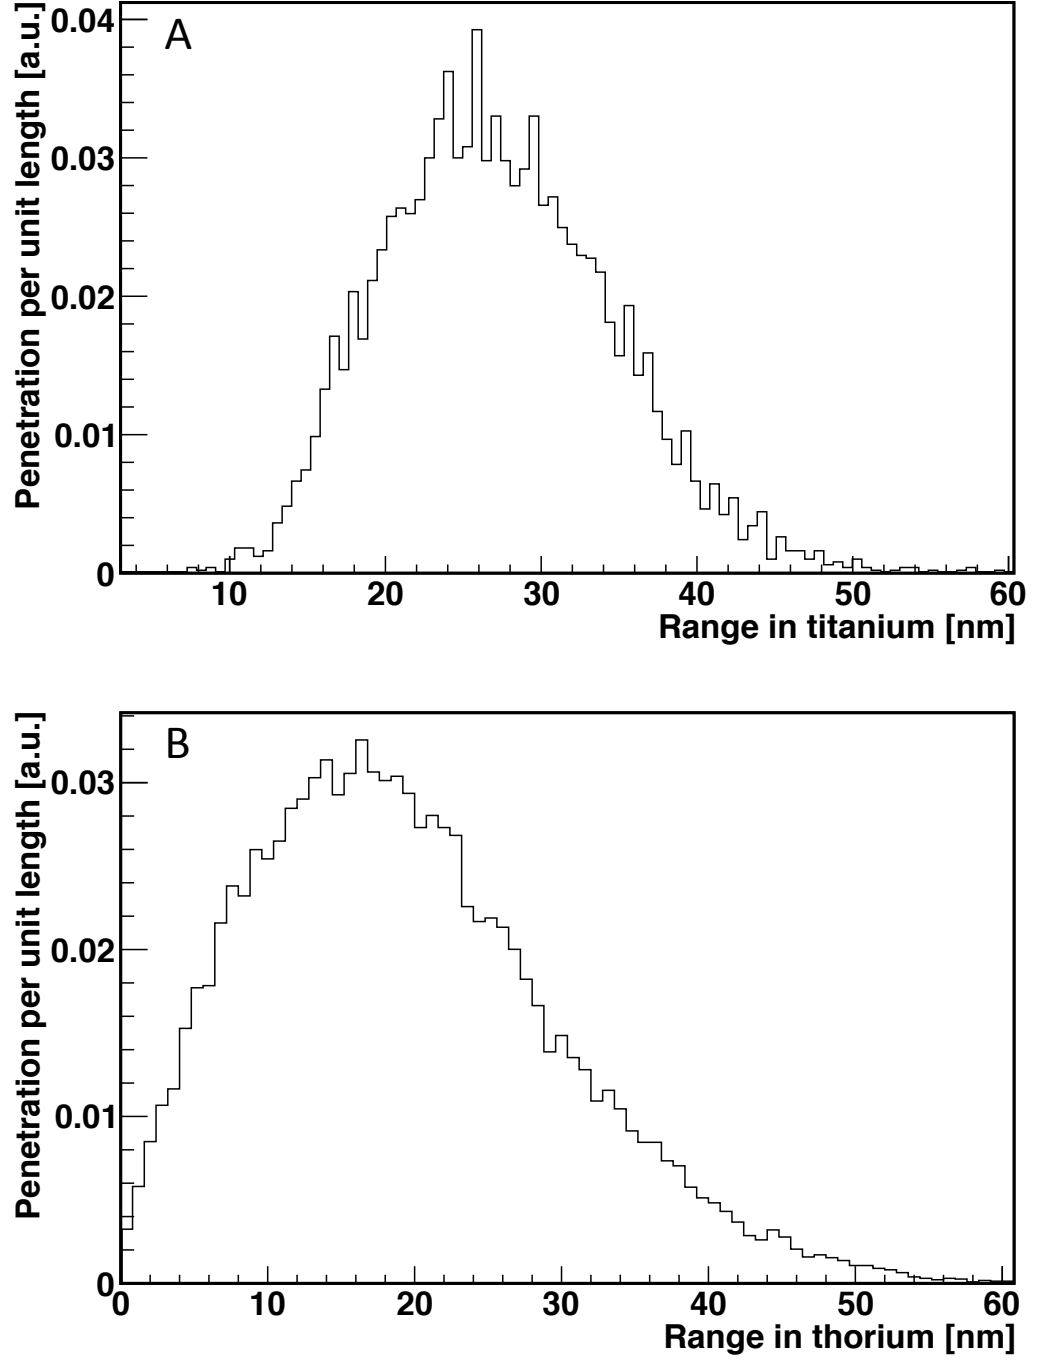 A
Penetration per unit length [a.u.]
0.04
0.03
0.02
0.01
0
10 20 30 40 50 60
Range in titanium [nm]
B
Penetration per unit length [a.u.]
0.03
0.02
0.01
0
0 10 20 30 40 50 60
Range in thorium [nm]